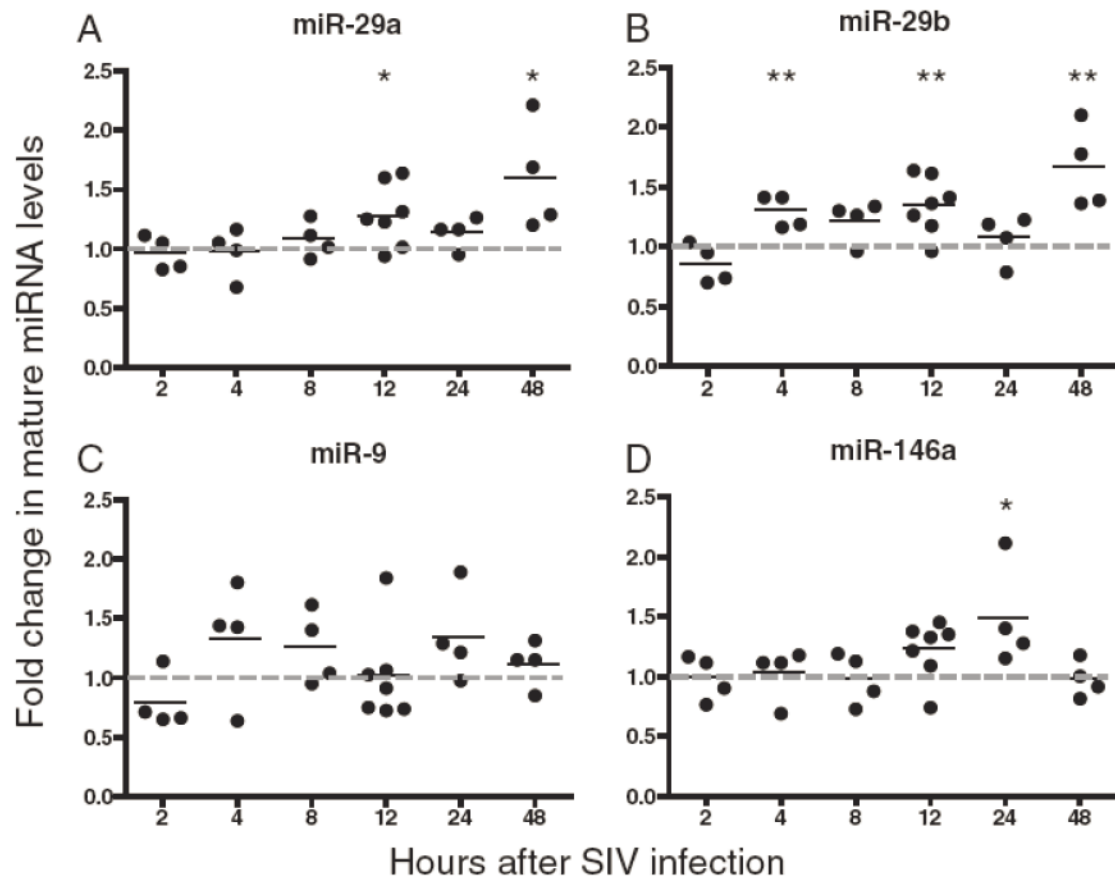 A
miR-29a
2.5
2.0
1.5
1.0
0.5
0.0
* *
2 4 8 12 24 48
B
miR-29b
2.5
2.0
1.5
1.0
0.5
0.0
** ** **
2 4 8 12 24 48
C
miR-9
2.5
2.0
1.5
1.0
0.5
0.0
2 4 8 12 24 48
D
miR-146a
2.5
2.0
1.5
1.0
0.5
0.0
*
2 4 8 12 24 48
Fold change in mature miRNA levels
Hours after SIV infection